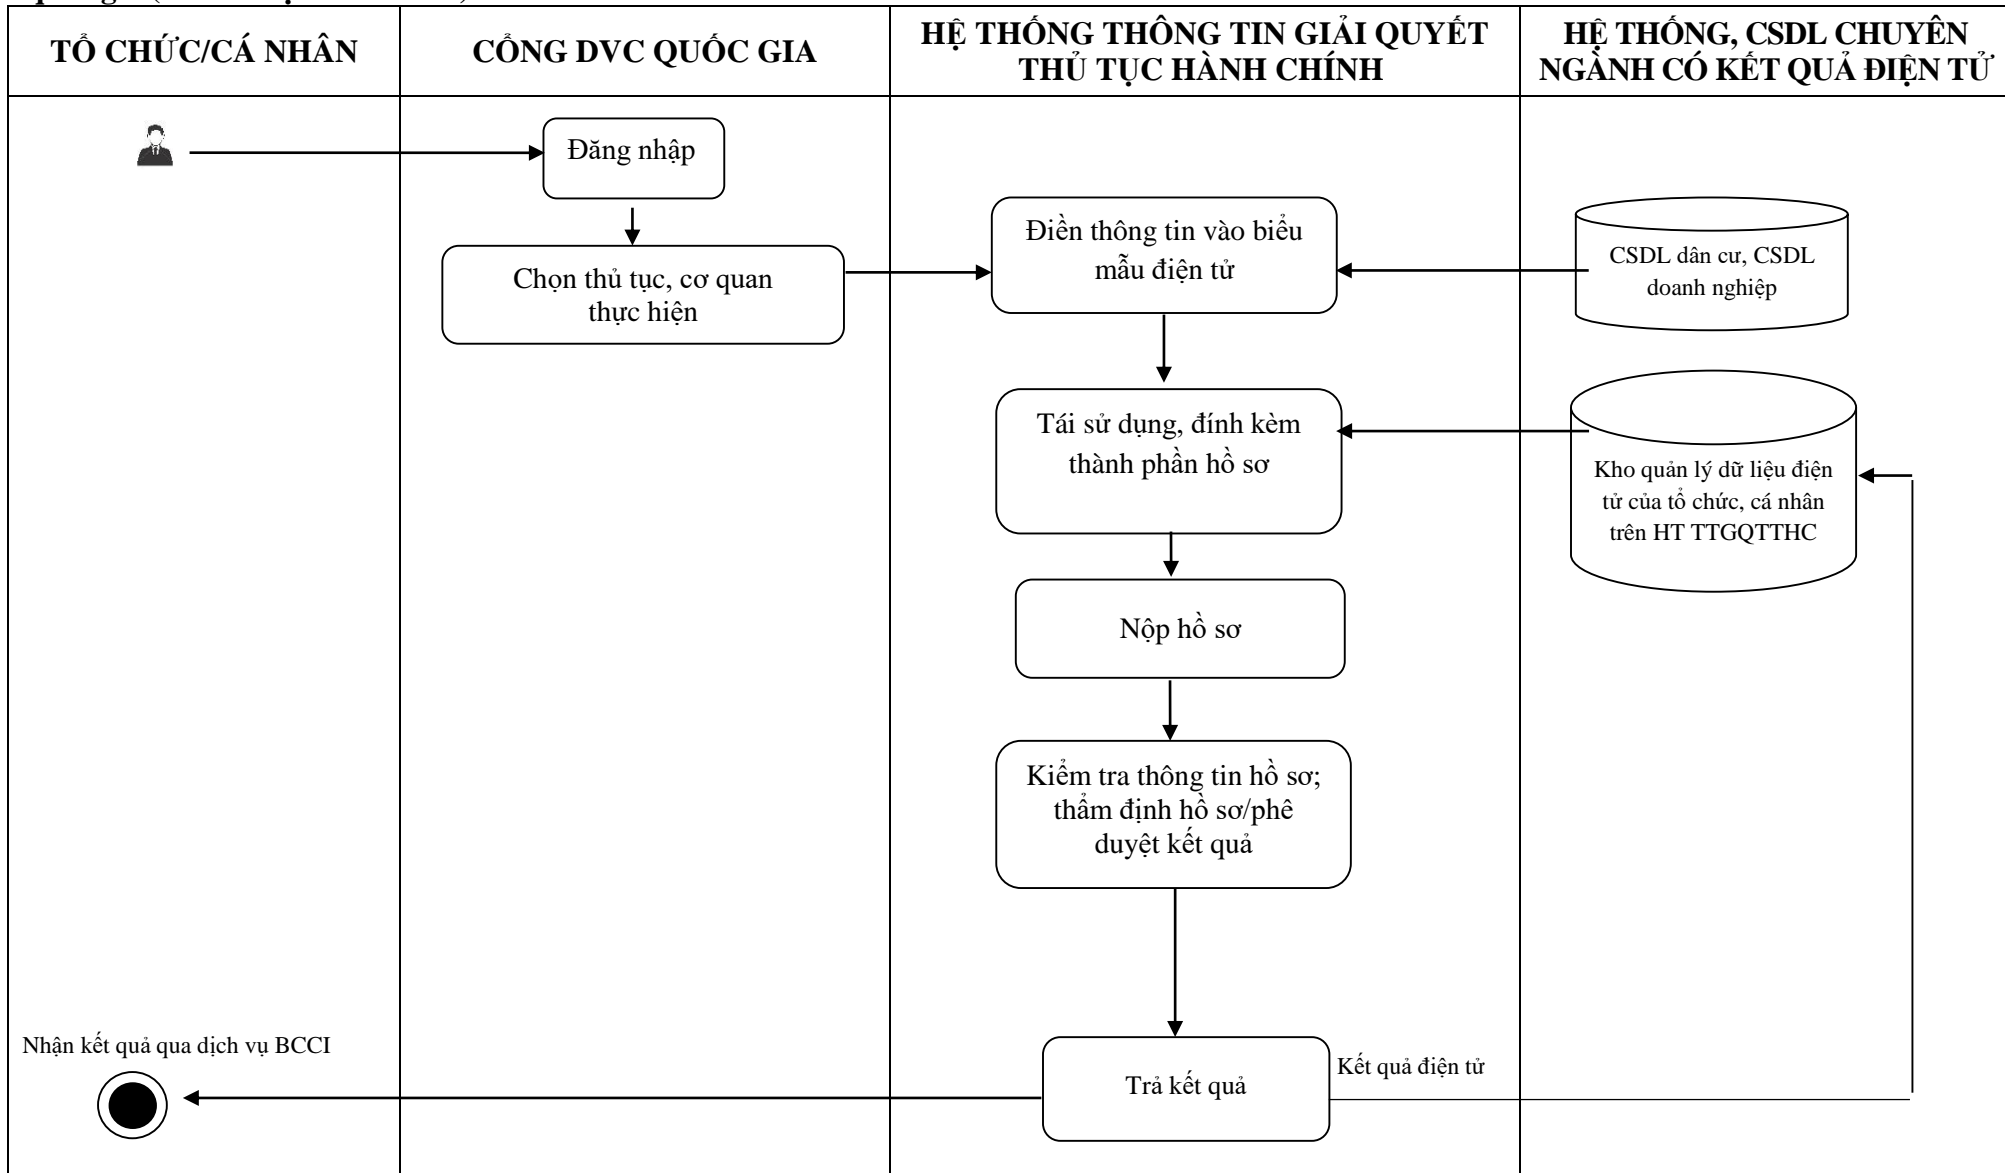 TỔ CHỨC/CÁ NHÂN
CỔNG DVC QUỐC GIA
HỆ THỐNG THÔNG TIN GIẢI QUYẾT
THỦ TỤC HÀNH CHÍNH
HỆ THỐNG, CSDL CHUYÊN
NGÀNH CÓ KẾT QUẢ ĐIỆN TỬ
Đăng nhập
Chọn thủ tục, cơ quan
thực hiện
Điền thông tin vào biểu
mẫu điện tử
CSDL dân cư, CSDL
doanh nghiệp
Tái sử dụng, đính kèm
thành phần hồ sơ
Kho quản lý dữ liệu điện
tử của tổ chức, cá nhân
trên HT TTGQTTHC
Nộp hồ sơ
Kiểm tra thông tin hồ sơ;
thẩm định hồ sơ/phê
duyệt kết quả
Nhận kết quả qua dịch vụ BCCI
Trả kết quả
Kết quả điện tử